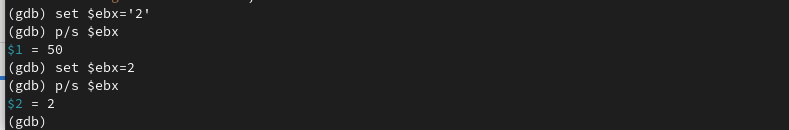 (gdb) set $ebx='2'
(gdb) p/s $ebx
$1 = 50
(gdb) set $ebx=2
(gdb) p/s $ebx
$2 = 2
(gdb)